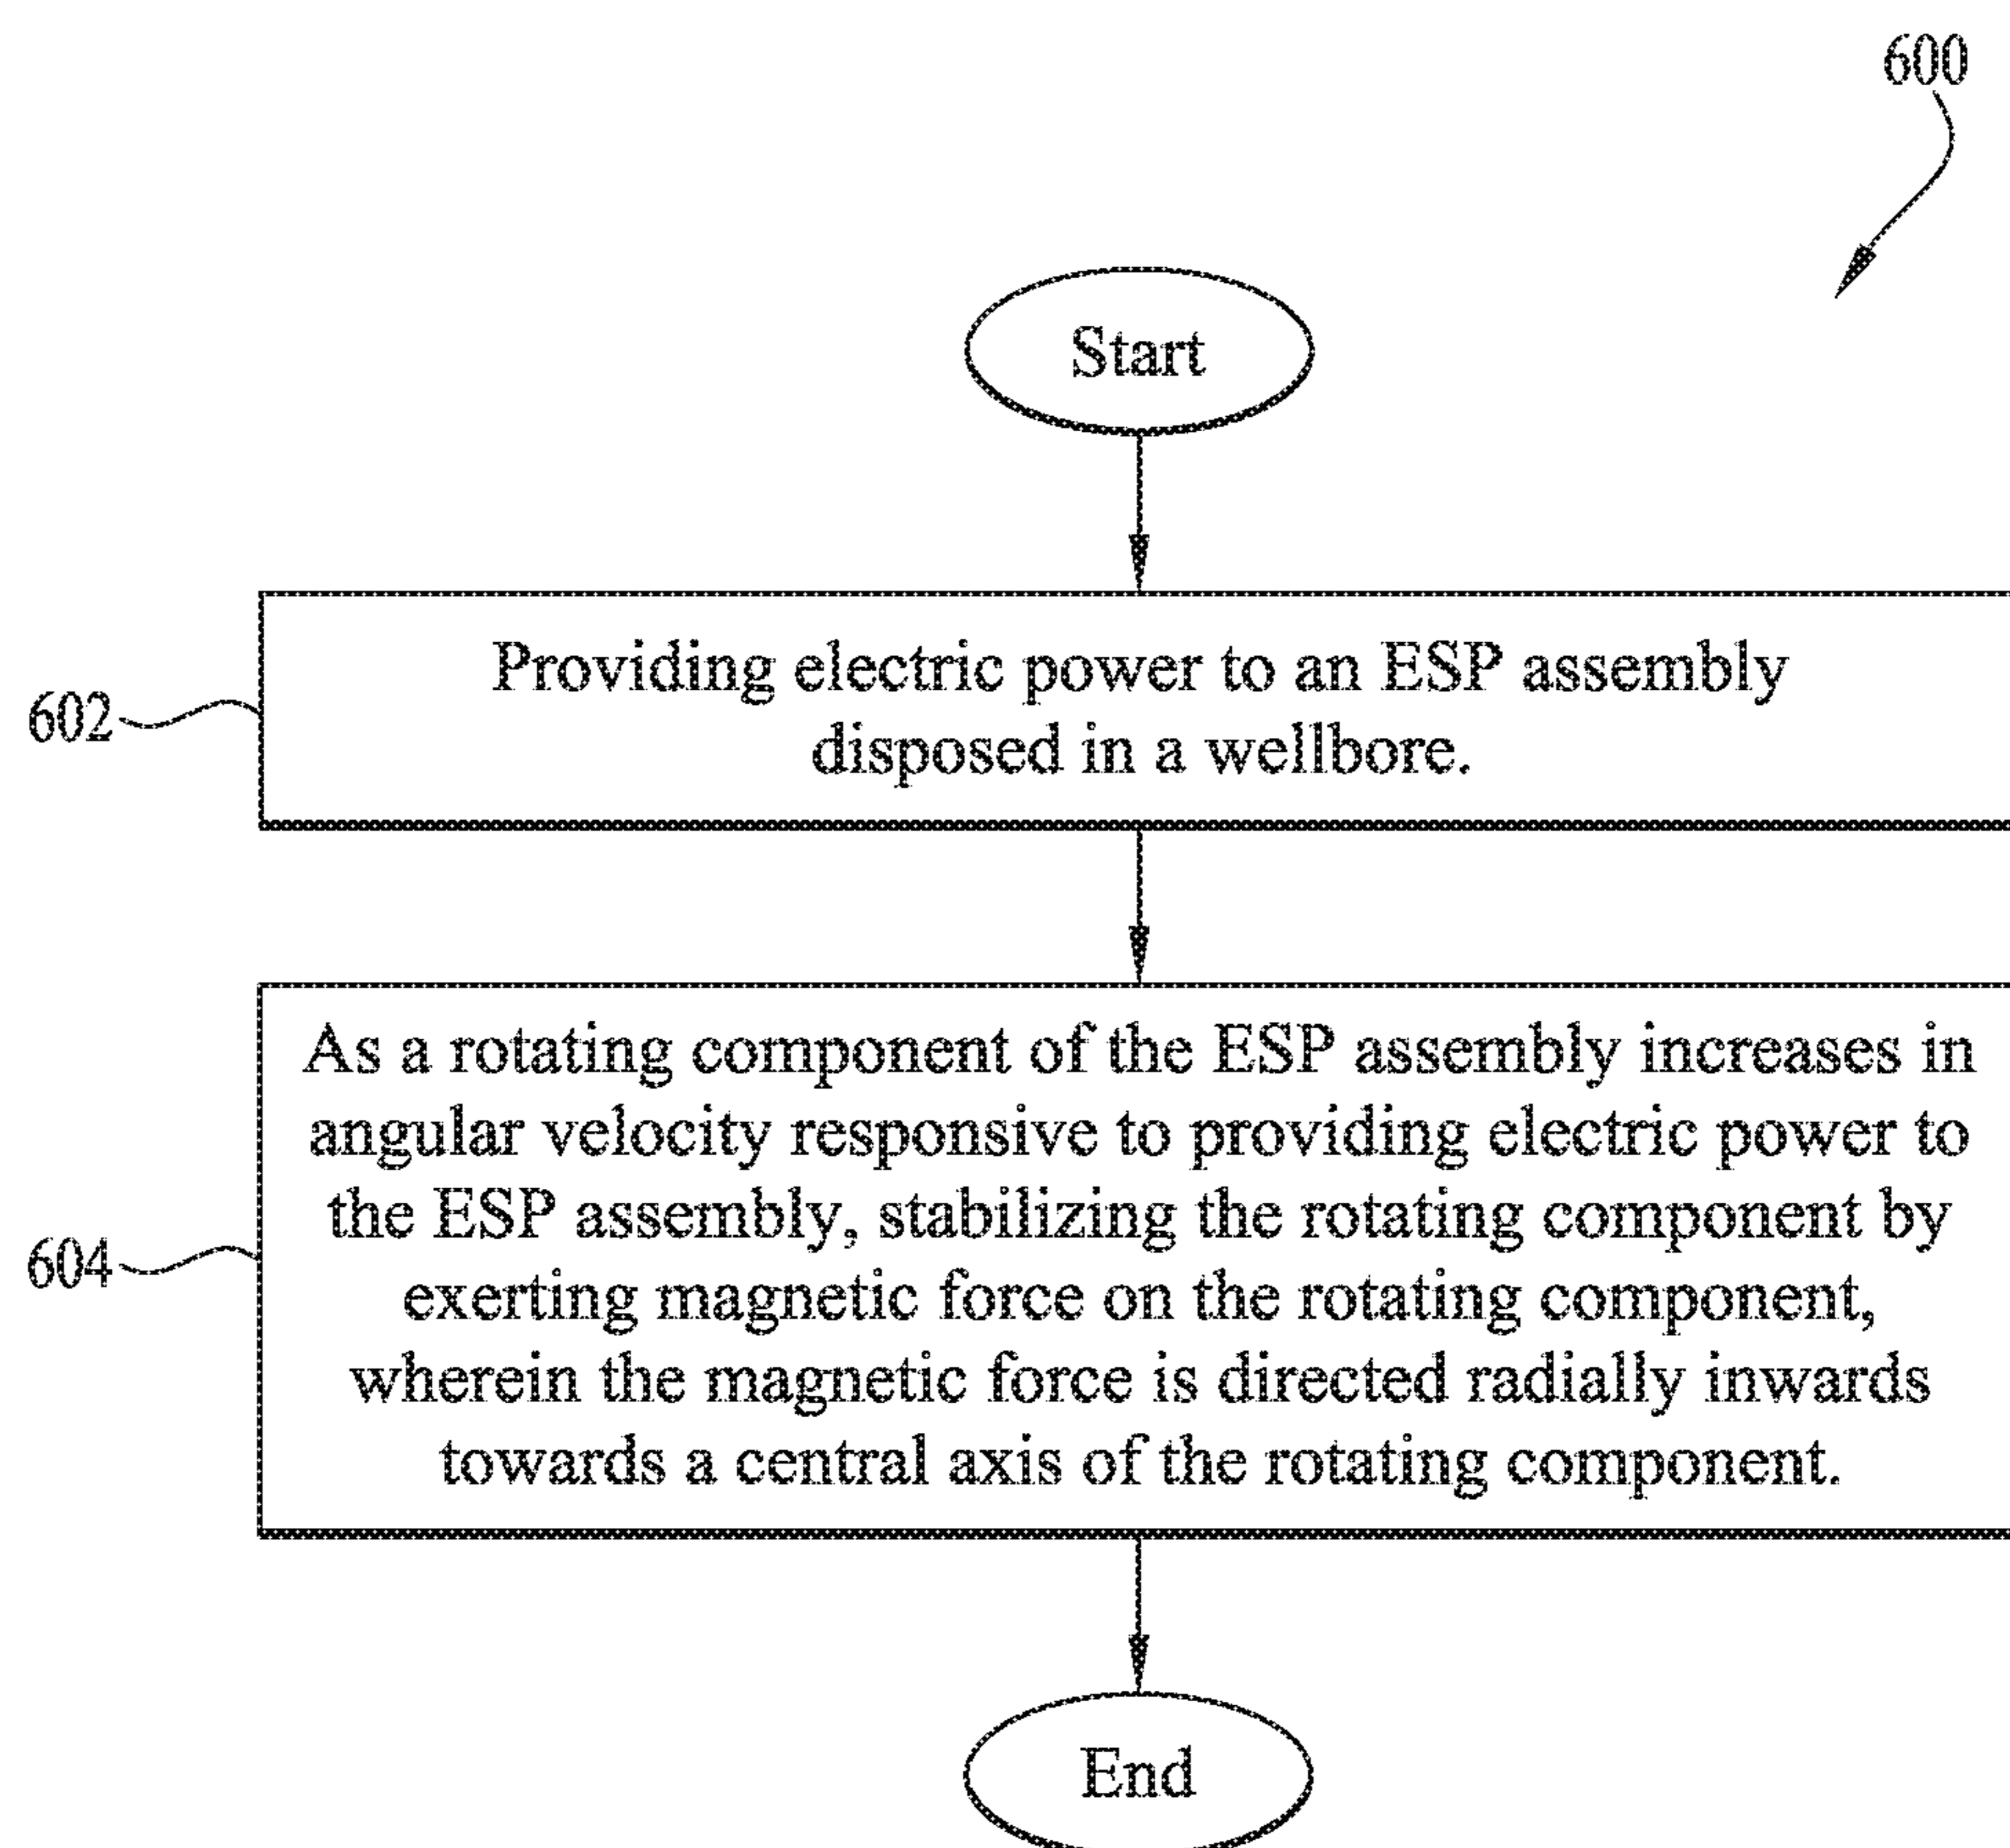 600
Start
602
Providing electric power to an ESP assembly
disposed in a wellbore.
604
As a rotating component of the ESP assembly increases in
angular velocity responsive to providing electric power to
the ESP assembly, stabilizing the rotating component by
exerting magnetic force on the rotating component,
wherein the magnetic force is directed radially inwards
towards a central axis of the rotating component.
End